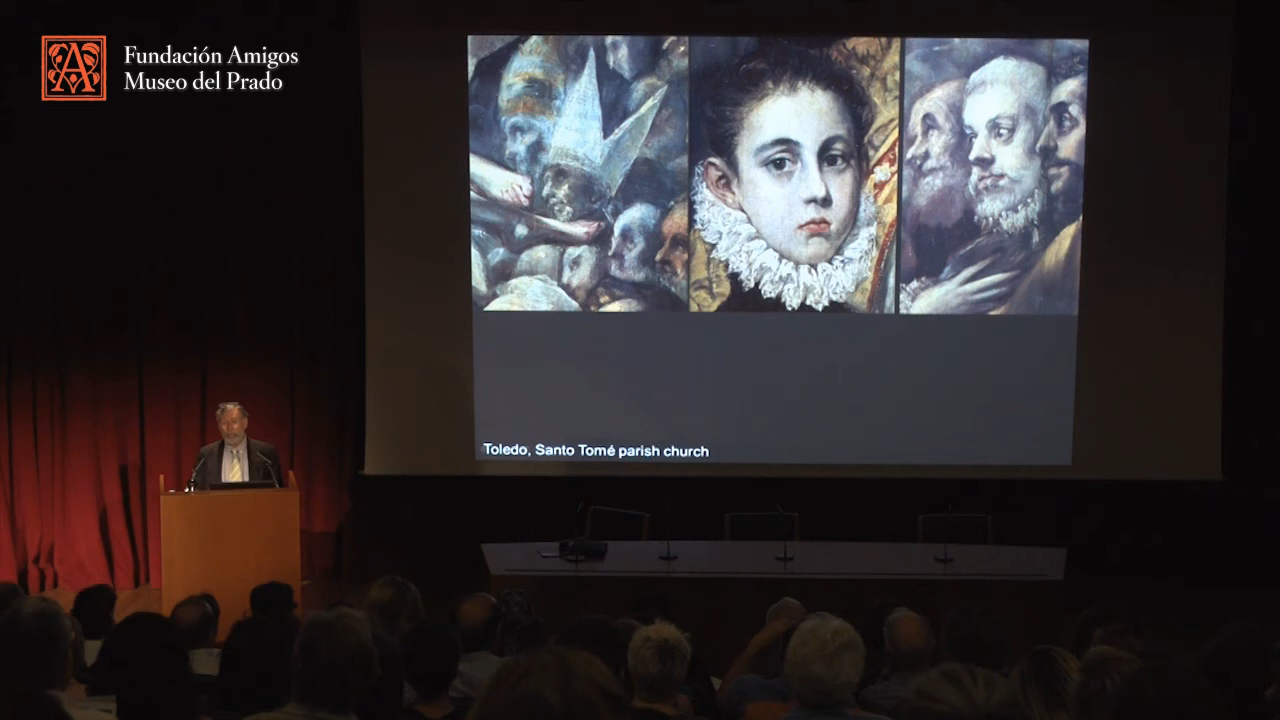 Fundación Amigos
Museo del Prado
Toledo, Santo Tomé parish church